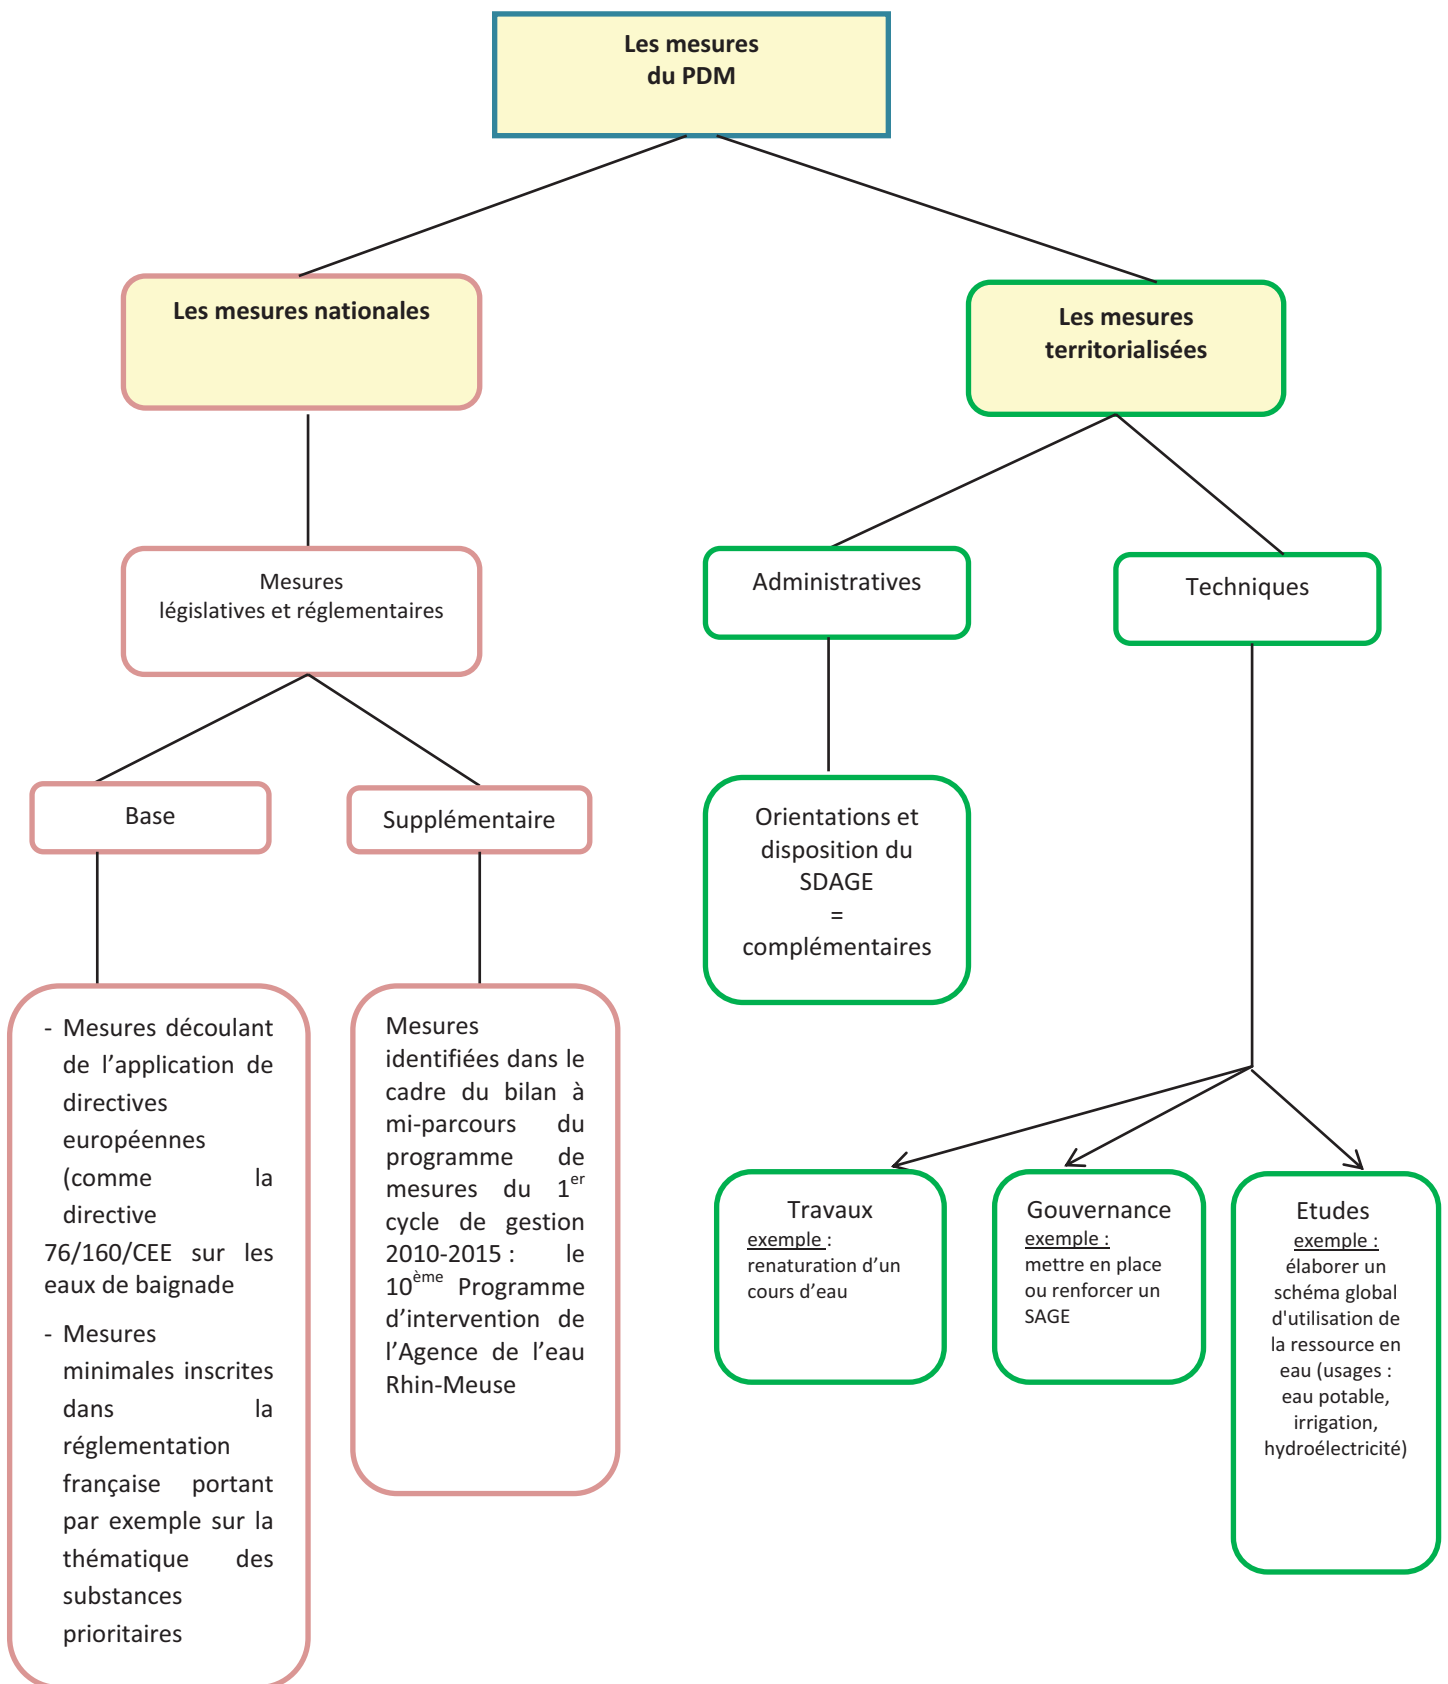 Les mesures
du PDM
Les mesures nationales
Les mesures
territorialisées
Mesures
législatives et réglementaires
Administratives
Techniques
Base
Supplémentaire
Orientations et
disposition du
SDAGE
=
complémentaires
- Mesures découlant
de l’application de
directives
européennes
(comme la
directive
76/160/CEE sur les
eaux de baignade
- Mesures
minimales inscrites
dans la
réglementation
française portant
par exemple sur la
thématique des
substances
prioritaires
Mesures
identifiées dans le
cadre du bilan à
mi-parcours du
programme de
mesures du 1er
cycle de gestion
2010-2015 : le
10ème Programme
d’intervention de
l’Agence de l’eau
Rhin-Meuse
Travaux
exemple :
renaturation d’un
cours d’eau
Gouvernance
exemple :
mettre en place
ou renforcer un
SAGE
Etudes
exemple :
élaborer un
schéma global
d'utilisation de
la ressource en
eau (usages :
eau potable,
irrigation,
hydroélectricité)